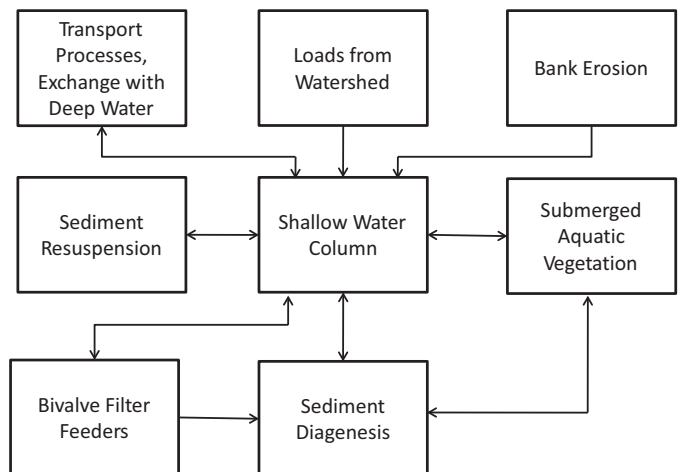 Transport
Processes,
Exchange with
Deep Water
Loads from
Watershed
Bank Erosion
Sediment
Resuspension
Shallow Water
Column
Submerged
Aquatic
Vegetation
Bivalve Filter
Feeders
Sediment
Diagenesis